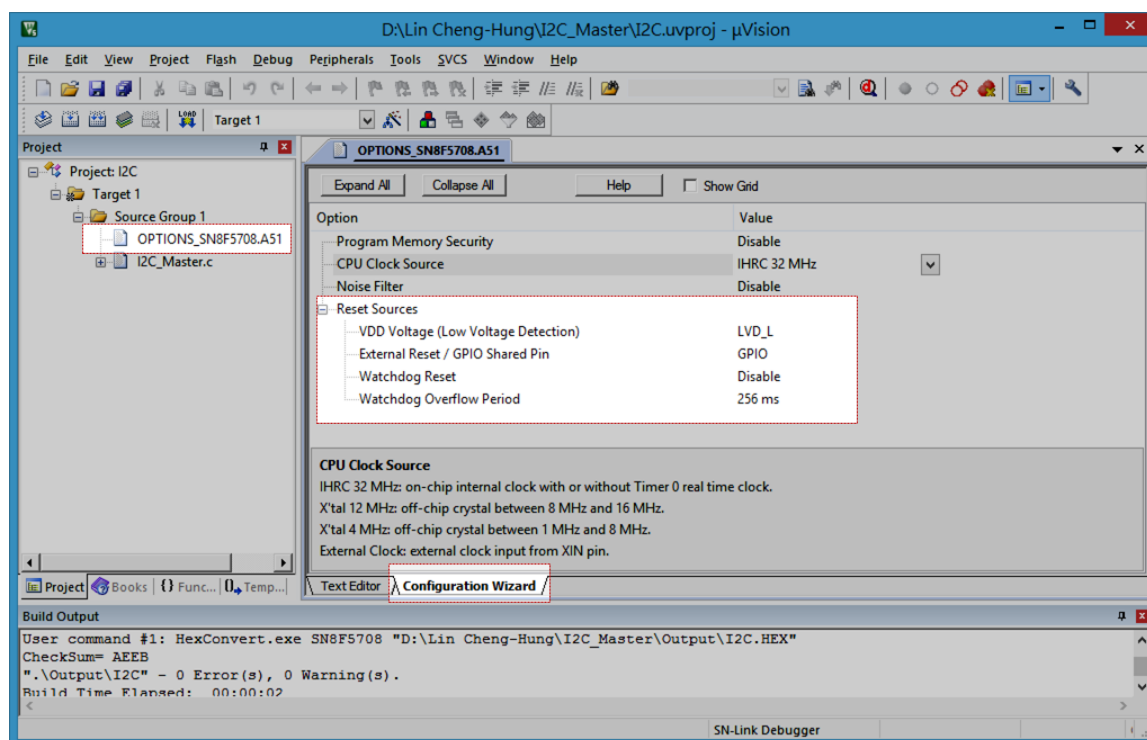 D:\Lin Cheng-Hung\I2C_Master\I2C.uvproj - µVision
File Edit View Project Flash Debug Peripherals Tools SVCS Window Help
LOAD Target 1
Project
OPTIONS_SN8F5708.A51
Project: I2C
Target 1
Source Group 1
OPTIONS_SN8F5708.A51
I2C_Master.c
Expand All Collapse All Help Show Grid
Option Value
Program Memory Security Disable
CPU Clock Source IHRC 32 MHz
Noise Filter Disable
Reset Sources
VDD Voltage (Low Voltage Detection) LVD_L
External Reset / GPIO Shared Pin GPIO
Watchdog Reset Disable
Watchdog Overflow Period 256 ms
CPU Clock Source
IHRC 32 MHz: on-chip internal clock with or without Timer 0 real time clock.
X'tal 12 MHz: off-chip crystal between 8 MHz and 16 MHz.
X'tal 4 MHz: off-chip crystal between 1 MHz and 8 MHz.
External Clock: external clock input from XIN pin.
Project Books {} Func... Temp...
Text Editor Configuration Wizard
Build Output
User command #1: HexConvert.exe SN8F5708 "D:\Lin Cheng-Hung\I2C_Master\Output\I2C.HEX"
CheckSum= AEEB
".\Output\I2C" - 0 Error(s), 0 Warning(s).
Build Time Elapsed: 00:00:02
SN-Link Debugger